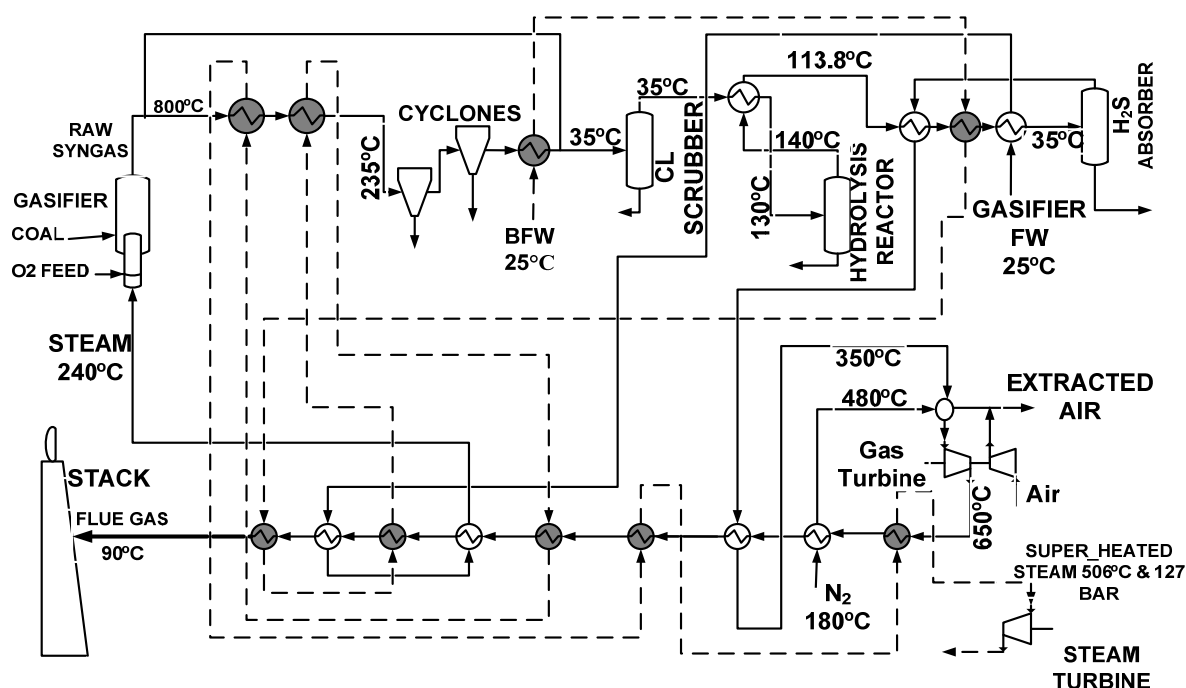 113.8ºC
800ºC
RAW
SYNGAS
CYCLONES
35ºC
35ºC
SCRUBBER
CL
140ºC
130ºC
HYDROLYSIS
REACTOR
35ºC
H2S
ABSORBER
235ºC
GASIFIER
COAL
O2 FEED
BFW
25°C
GASIFIER
FW
25ºC
STEAM
240ºC
350ºC
480ºC
EXTRACTED
AIR
Gas
Turbine
Air
650ºC
STACK
FLUE GAS
90ºC
N2
180ºC
SUPER_HEATED
STEAM 506ºC & 127
BAR
STEAM
TURBINE